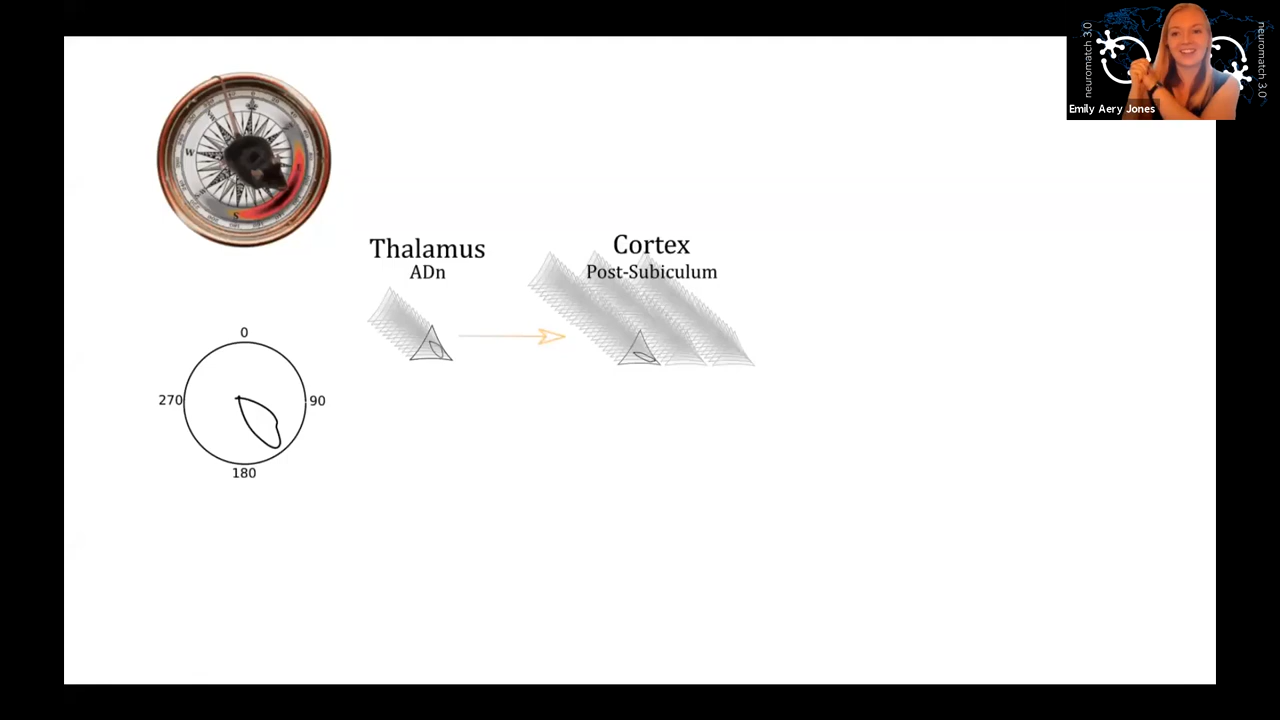 neuromatch 3.0
neuromatch 3.0
Emily Aery Jones
W
S
Thalamus
ADn
Cortex
Post-Subiculum
0
270
90
180